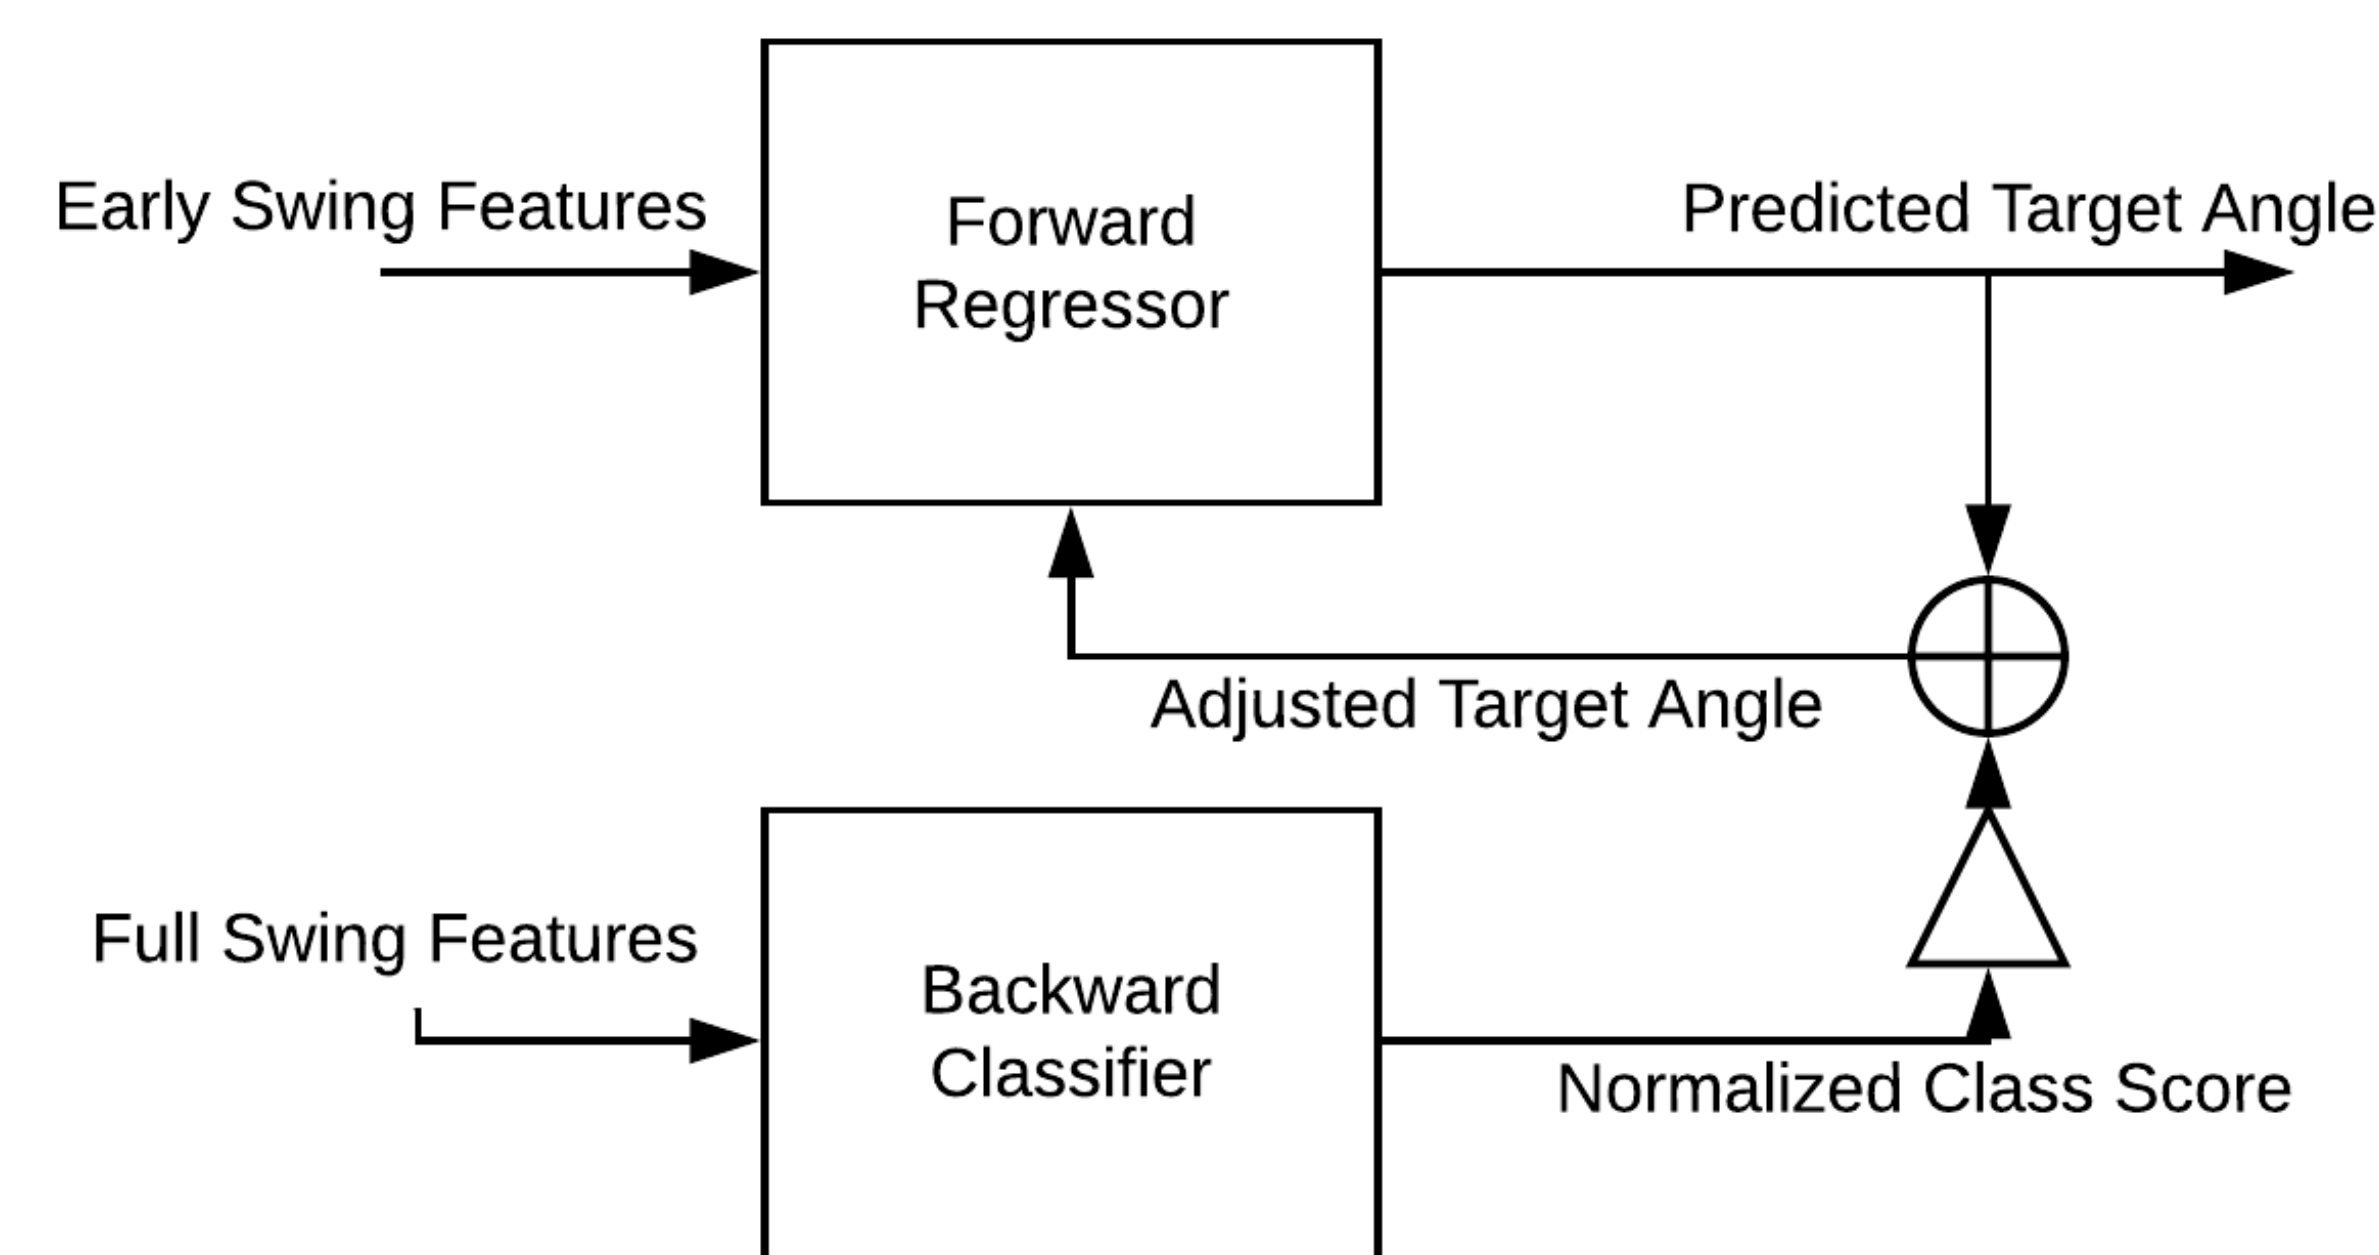 Early Swing Features
Forward
Regressor
Predicted Target Angle
Adjusted Target Angle
Full Swing Features
Backward
Classifier
Normalized Class Score